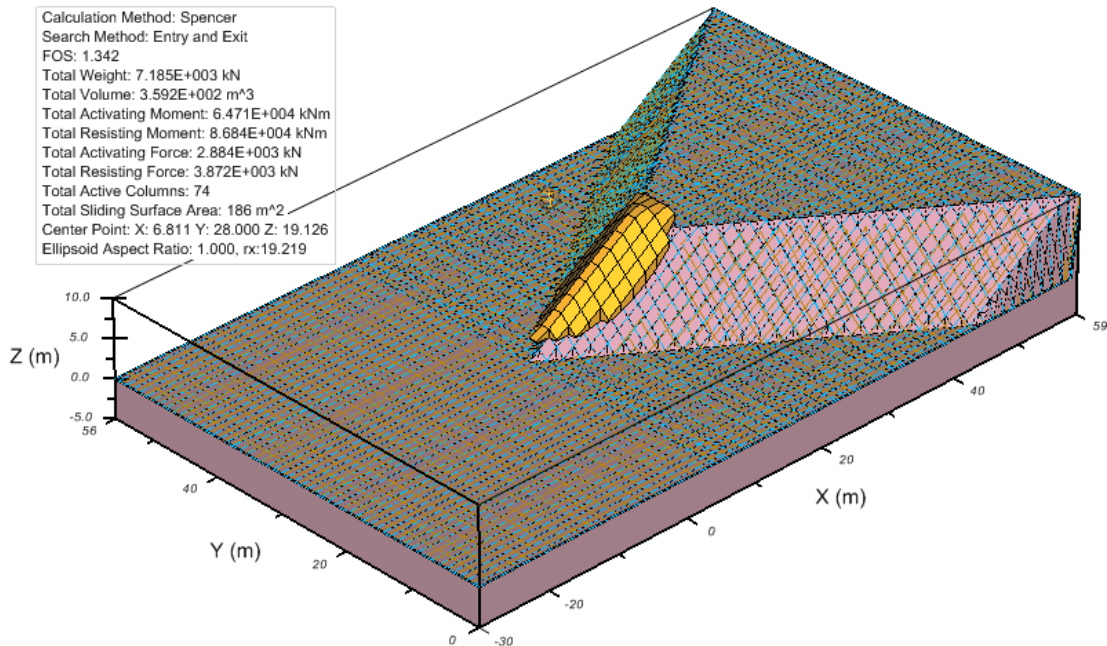 Calculation Method: Spencer
Search Method: Entry and Exit
FOS: 1.342
Total Weight: 7.185E+003 kN
Total Volume: 3.592E+002 m^3
Total Activating Moment: 6.471E+004 kNm
Total Resisting Moment: 8.684E+004 kNm
Total Activating Force: 2.884E+003 kN
Total Resisting Force: 3.872E+003 kN
Total Active Columns: 74
Total Sliding Surface Area: 186 m^2
Center Point: X: 6.811 Y: 28.000 Z: 19.126
Ellipsoid Aspect Ratio: 1.000, rx:19.219
10.0
5.0
Z (m)
0.0
-5.0
56
40
Y (m)
20
0
-30
-20
0
X (m)
20
40
59